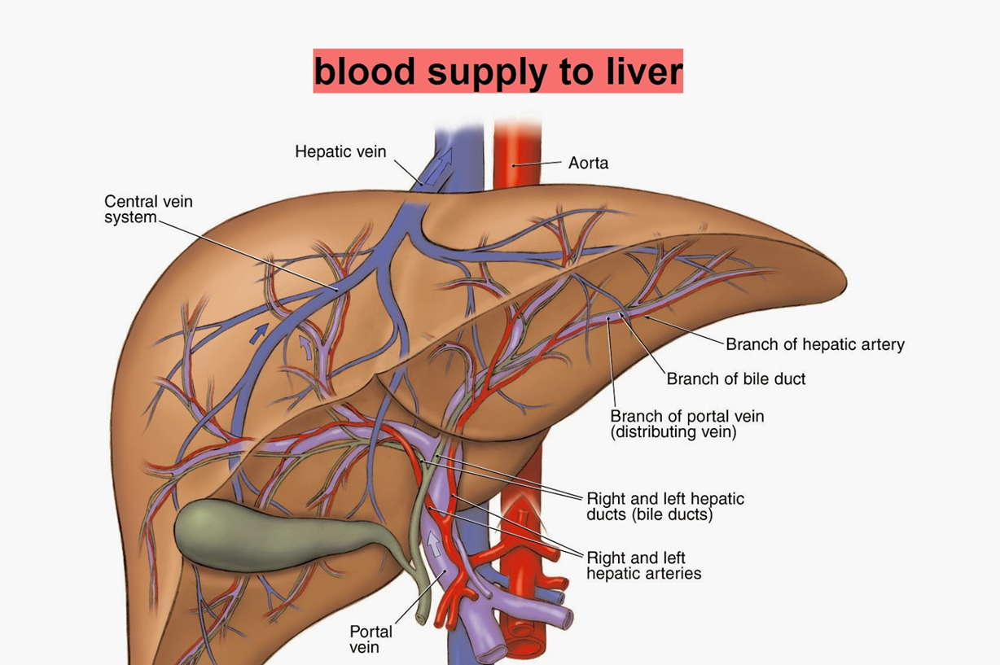 blood supply to liver
Hepatic vein
Aorta
Central vein
system
Branch of hepatic artery
Branch of bile duct
Branch of portal vein
(distributing vein)
Right and left hepatic
ducts (bile ducts)
Right and left
hepatic arteries
Portal
vein